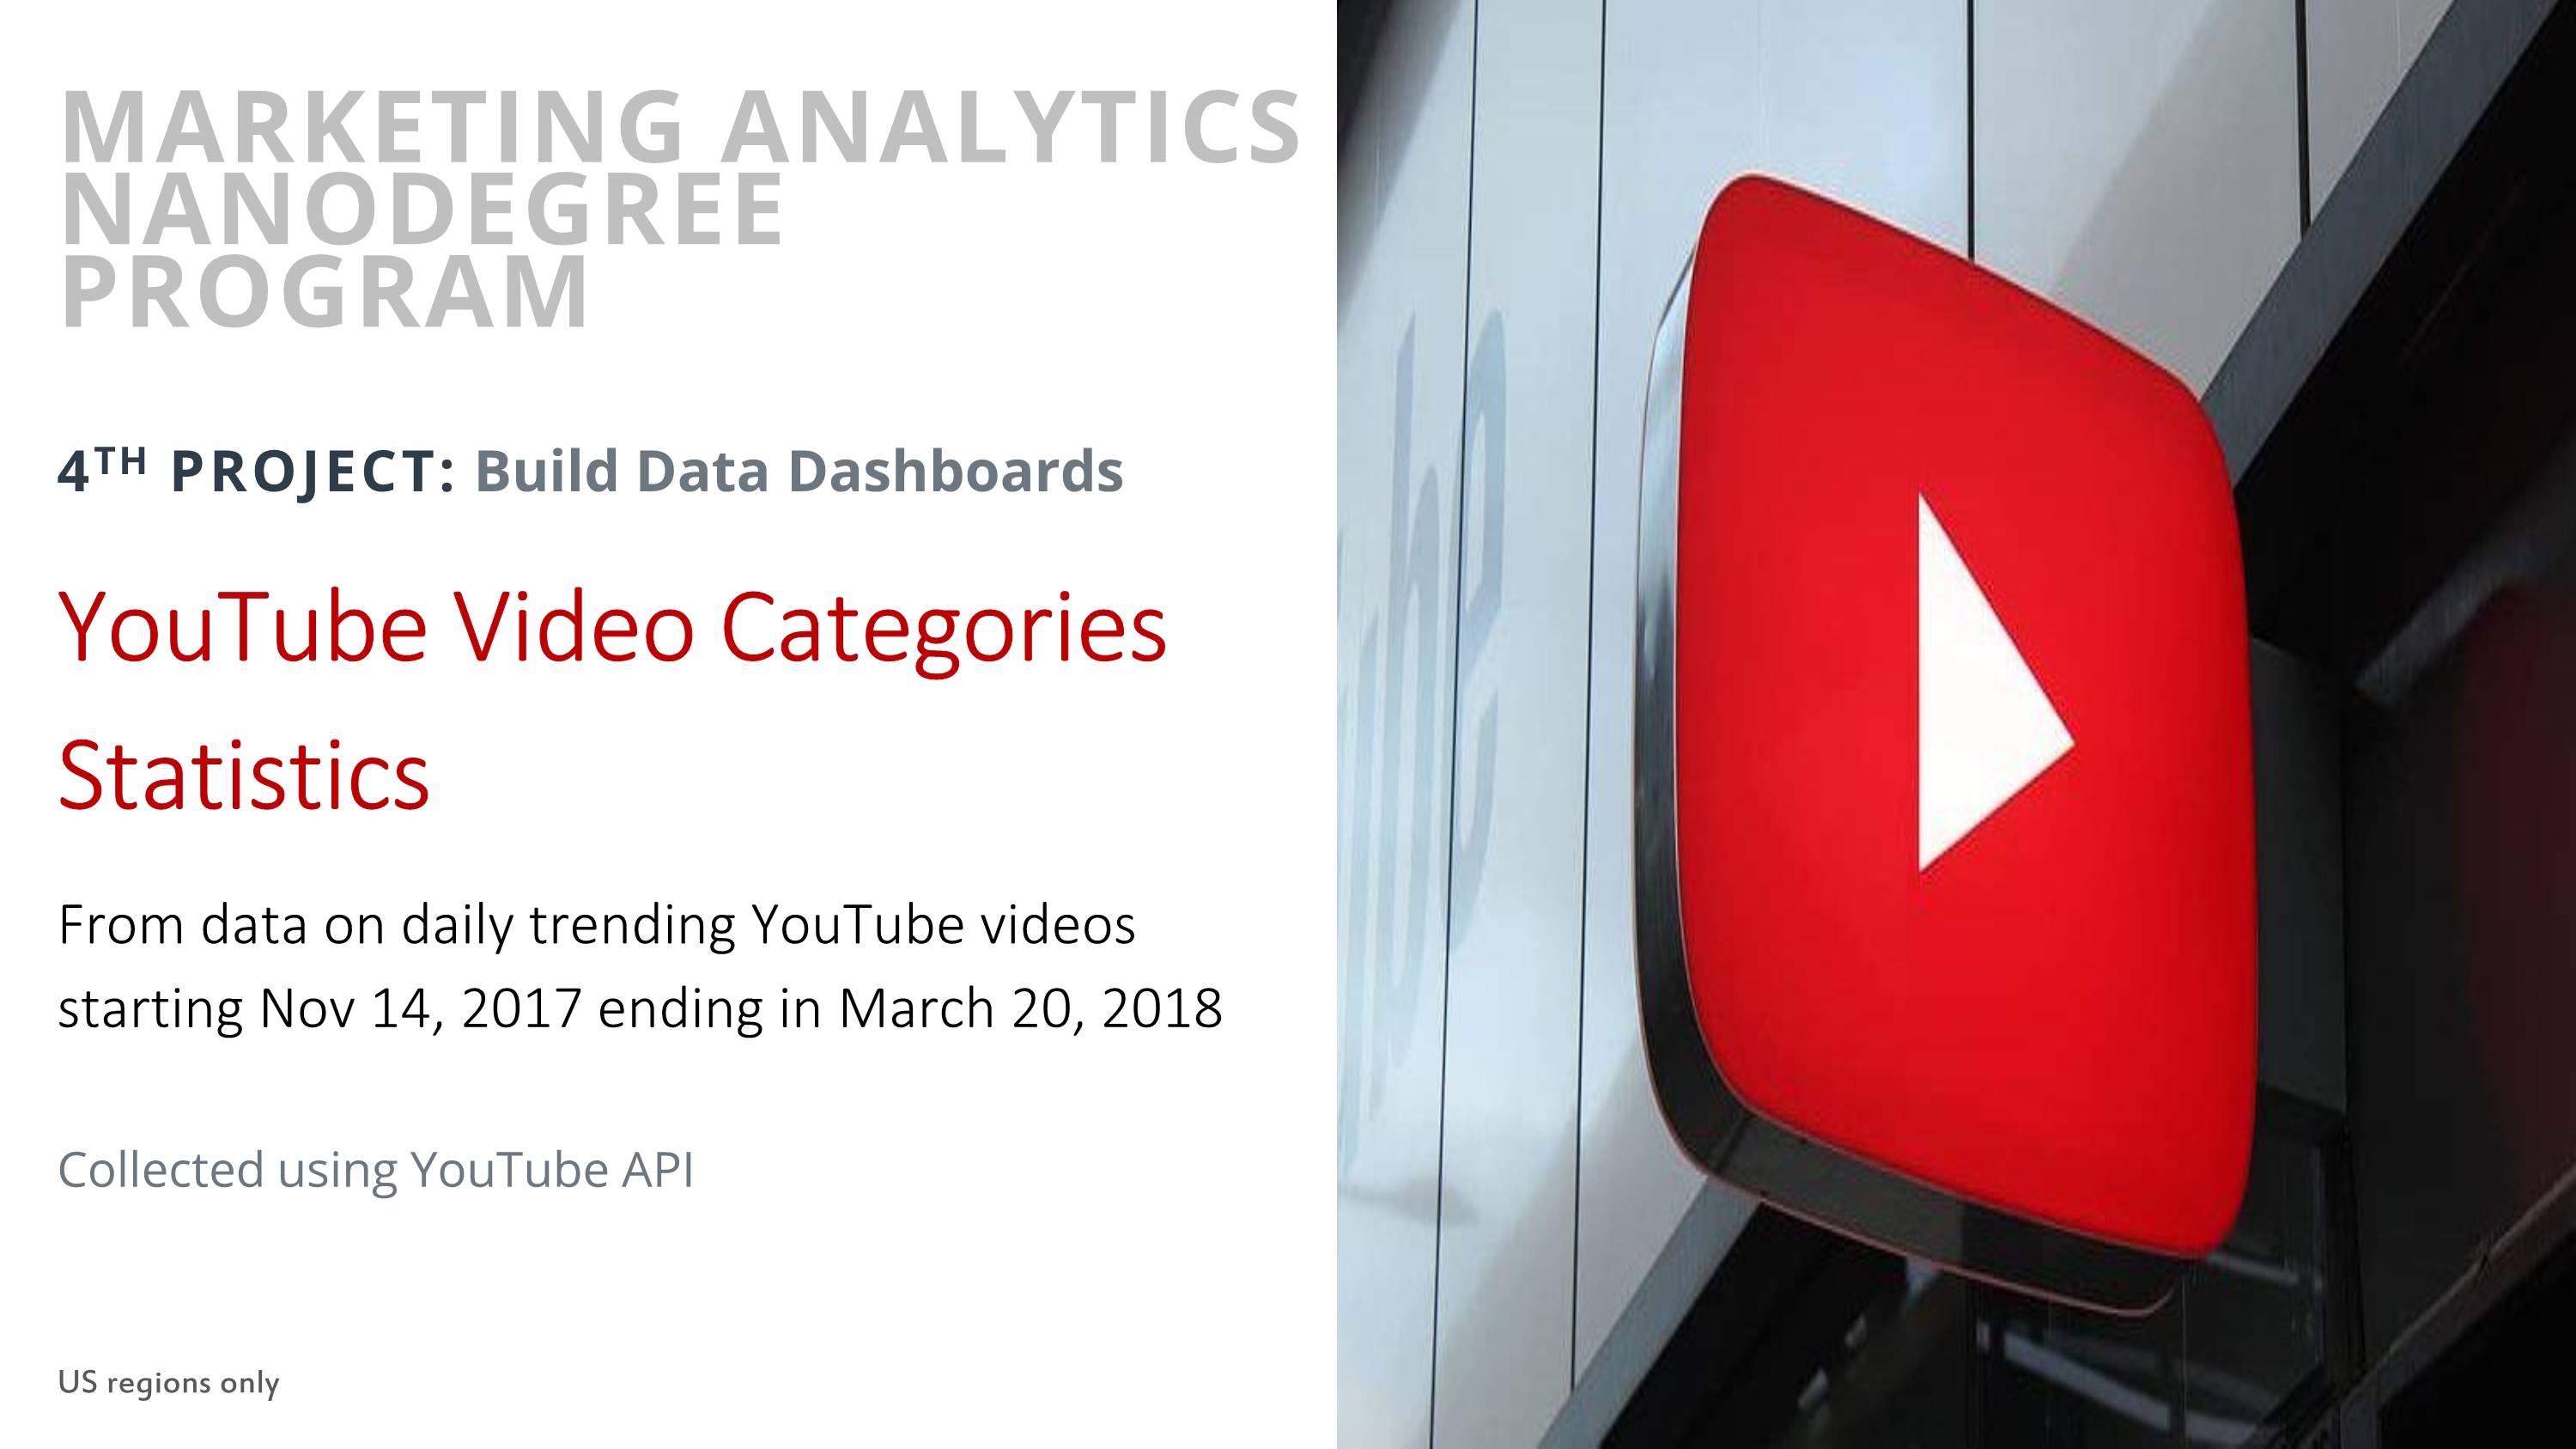 MARKETING ANALYTICS
NANODEGREE
PROGRAM
4TH PROJECT: Build Data Dashboards
YouTube Video Categories
Statistics
From data on daily trending YouTube videos
starting Nov 14, 2017 ending in March 20, 2018
Collected using YouTube API
US regions only